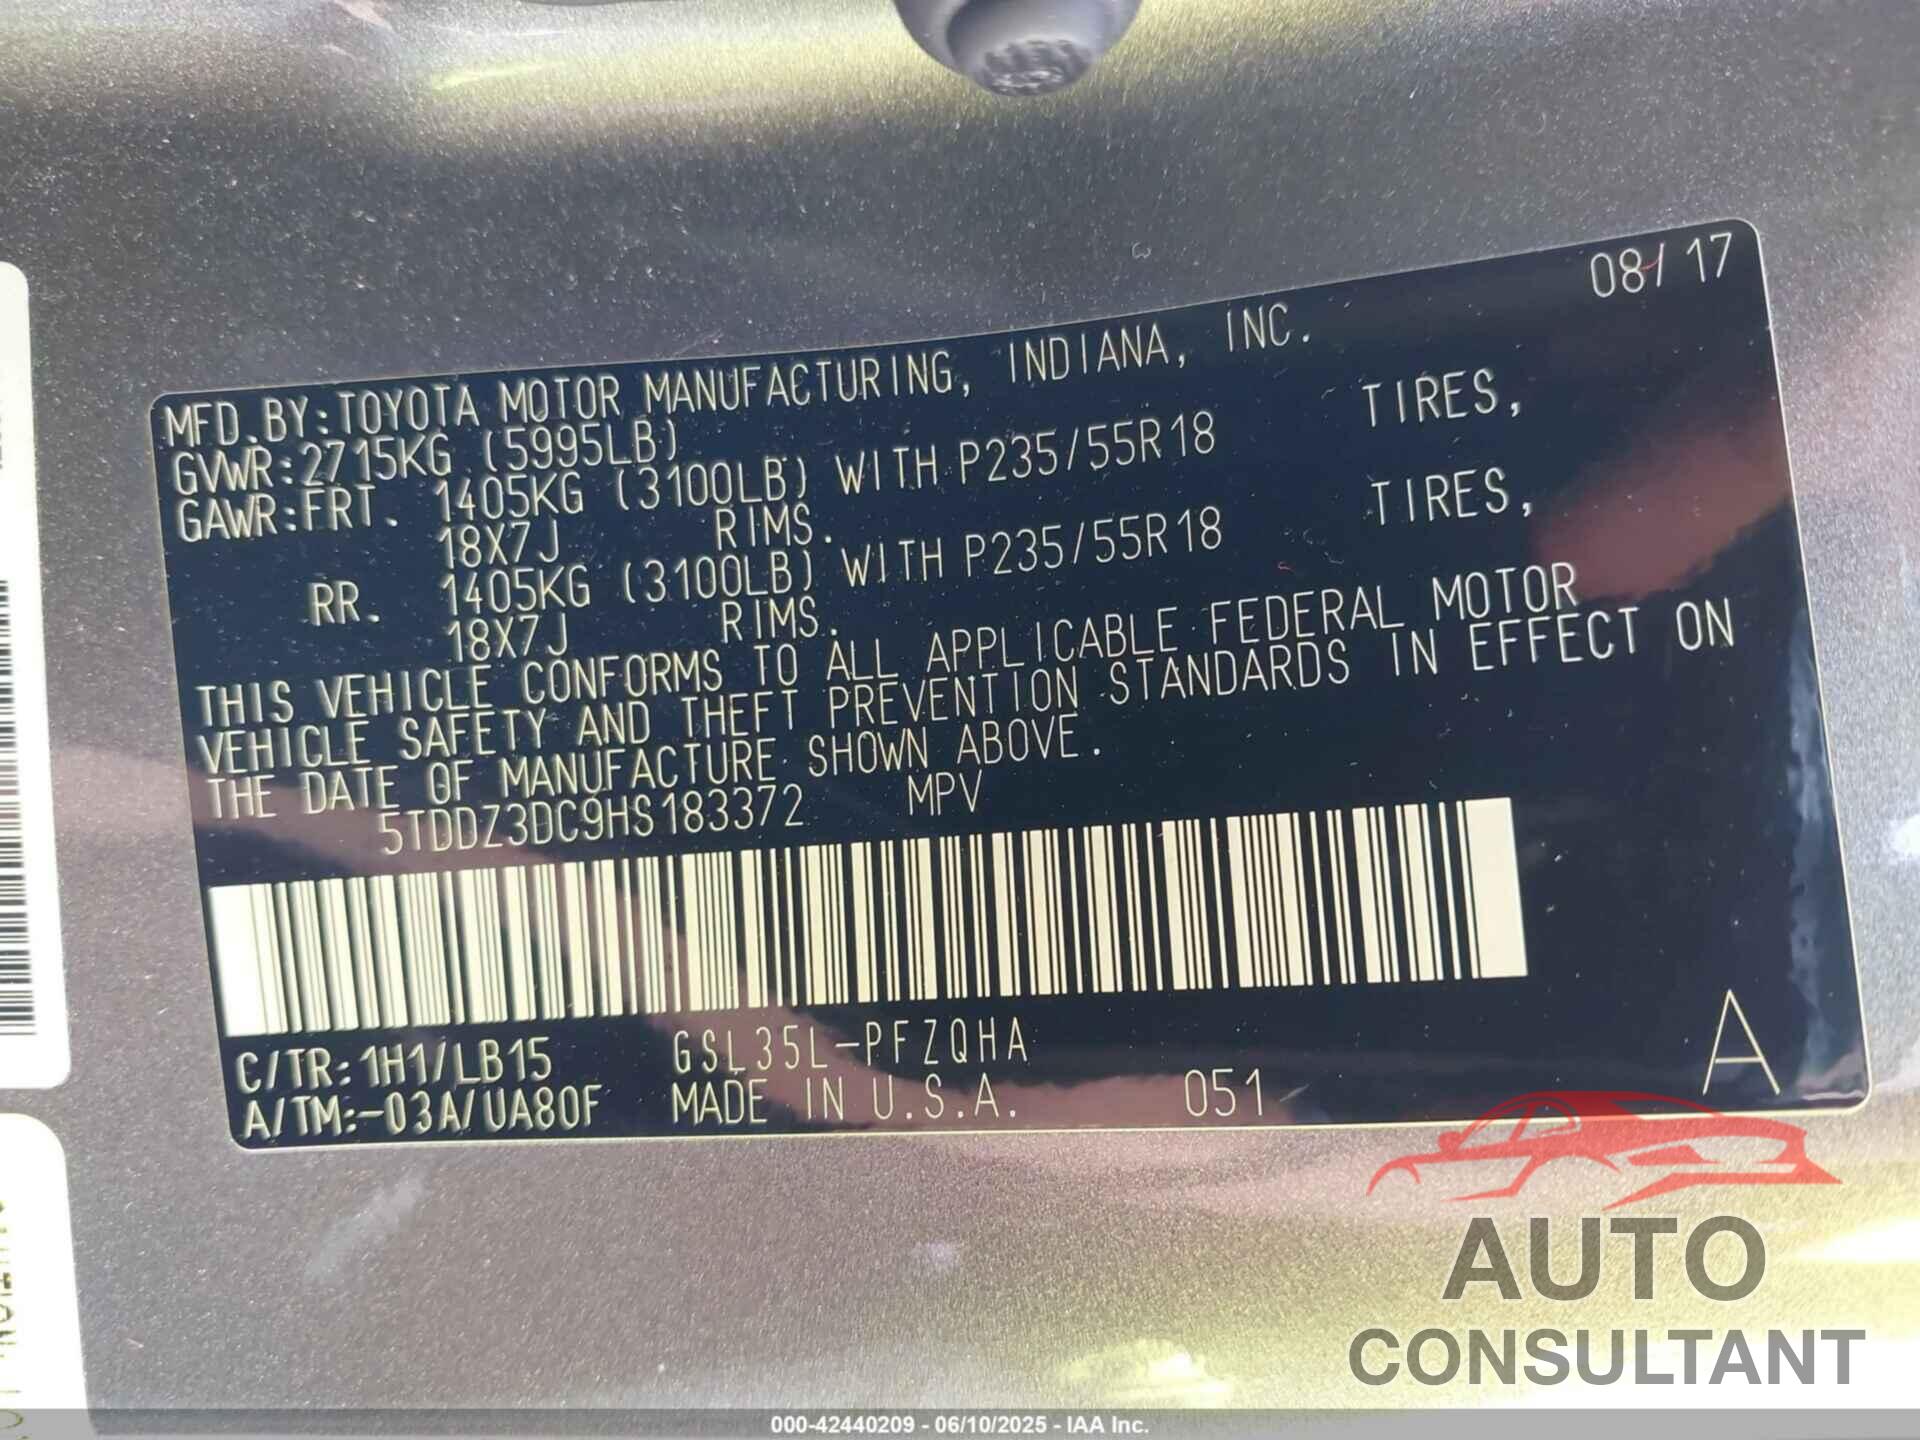 08/17
MFD.BY:TOYOTA MOTOR MANUFACTURING, INDIANA, INC.
GVWR:2715KG (5995LB)
GAWR:FRT. 1405KG (3100LB) WITH P235/55R18 TIRES,
18X7J RIMS.
RR. 1405KG (3100LB) WITH P235/55R18 TIRES,
18X7J RIMS.
THIS VEHICLE CONFORMS TO ALL APPLICABLE FEDERAL MOTOR
VEHICLE SAFETY AND THEFT PREVENTION STANDARDS IN EFFECT ON
THE DATE OF MANUFACTURE SHOWN ABOVE.
5TDDZ3DC9HS183372 MPV
C/TR:1H1/LB15 GSL35L-PFZQHA
A/TM:-03A/UA80F MADE IN U.S.A. 051 A
AUTO
CONSULTANT
000-42440209 - 06/10/2025 - IAA Inc.